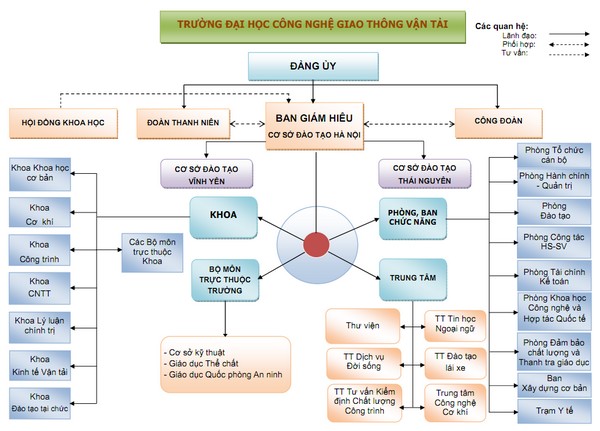 TRƯỜNG ĐẠI HỌC CÔNG NGHỆ GIAO THÔNG VẬN TẢI
Các quan hệ:
Lãnh đạo:
Phối hợp:
Tư vấn:
ĐẢNG ỦY
HỘI ĐỒNG KHOA HỌC
ĐOÀN THANH NIÊN
BAN GIÁM HIỆU
CƠ SỞ ĐÀO TẠO HÀ NỘI
CÔNG ĐOÀN
CƠ SỞ ĐÀO TẠO
VĨNH YÊN
CƠ SỞ ĐÀO TẠO
THÁI NGUYÊN
KHOA
PHÒNG, BAN
CHỨC NĂNG
BỘ MÔN
TRỰC THUỘC
TRƯỜNG
TRUNG TÂM
Khoa Khoa học
cơ bản
Khoa
Cơ khí
Khoa
Công trình
Các Bộ môn
trực thuộc
Khoa
Khoa
CNTT
Khoa Lý luận
chính trị
Khoa
Kinh tế Vận tải
Khoa
Đào tạo tại chức
- Cơ sở kỹ thuật
- Giáo dục Thể chất
- Giáo dục Quốc phòng An ninh
Thư viện
TT Tin học
Ngoại ngữ
TT Dịch vụ
Đời sống
TT Đào tạo
lái xe
TT Tư vấn Kiểm
định Chất lượng
Công trình
Trung tâm
Công nghệ
Cơ khí
Phòng Tổ chức
cán bộ
Phòng Hành chính
- Quản trị
Phòng
Đào tạo
Phòng Công tác
HS-SV
Phòng Tài chính
Kế toán
Phòng Khoa học
Công nghệ và
Hợp tác Quốc tế
Phòng Đảm bảo
chất lượng và
Thanh tra giáo dục
Ban
Xây dựng cơ bản
Trạm Y tế